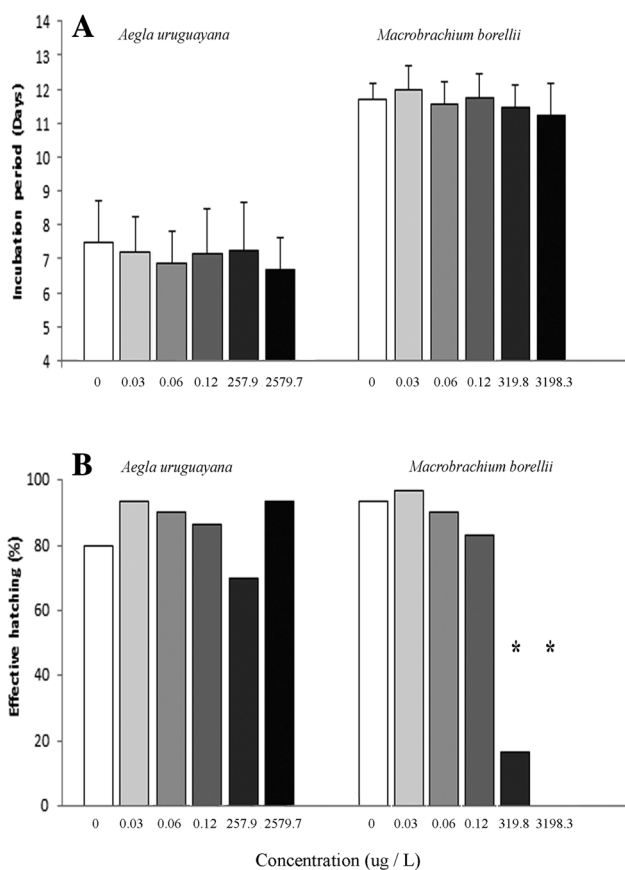 A
Aegla uruguayana Macrobrachium borellii
Incubation period (Days)
14
13
12
11
10
9
8
7
6
5
4
0 0.03 0.06 0.12 257.9 2579.7 0 0.03 0.06 0.12 319.8 3198.3
B
Aegla uruguayana Macrobrachium borellii
Effective hatching (%)
100
80
60
40
20
0
* *
0 0.03 0.06 0.12 257.9 2579.7 0 0.03 0.06 0.12 319.8 3198.3
Concentration (ug / L)